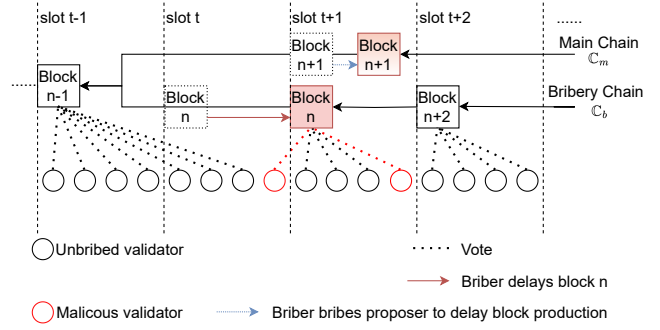 slot t-1 slot t slot t+1 slot t+2 ......
Block n+1 Block n+1 Main Chain
ℂm
Block n-1 Block n Block n Block n+2 Bribery Chain
ℂb
Unbribed validator Vote
Briber delays block n
Malicous validator Briber bribes proposer to delay block production